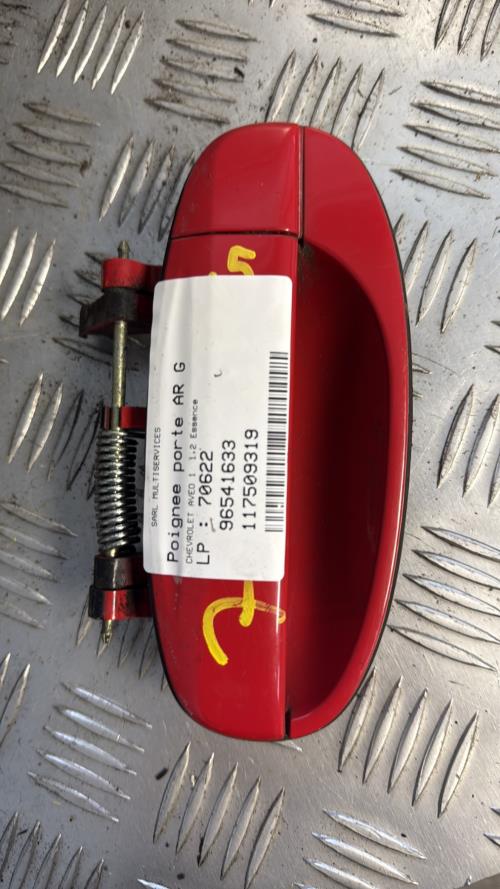 SARL MULTISERVICES
Poignee porte AR G
CHEVROLET AVEO 1 1.2 Essence
LP : 70622
96541633
117509319